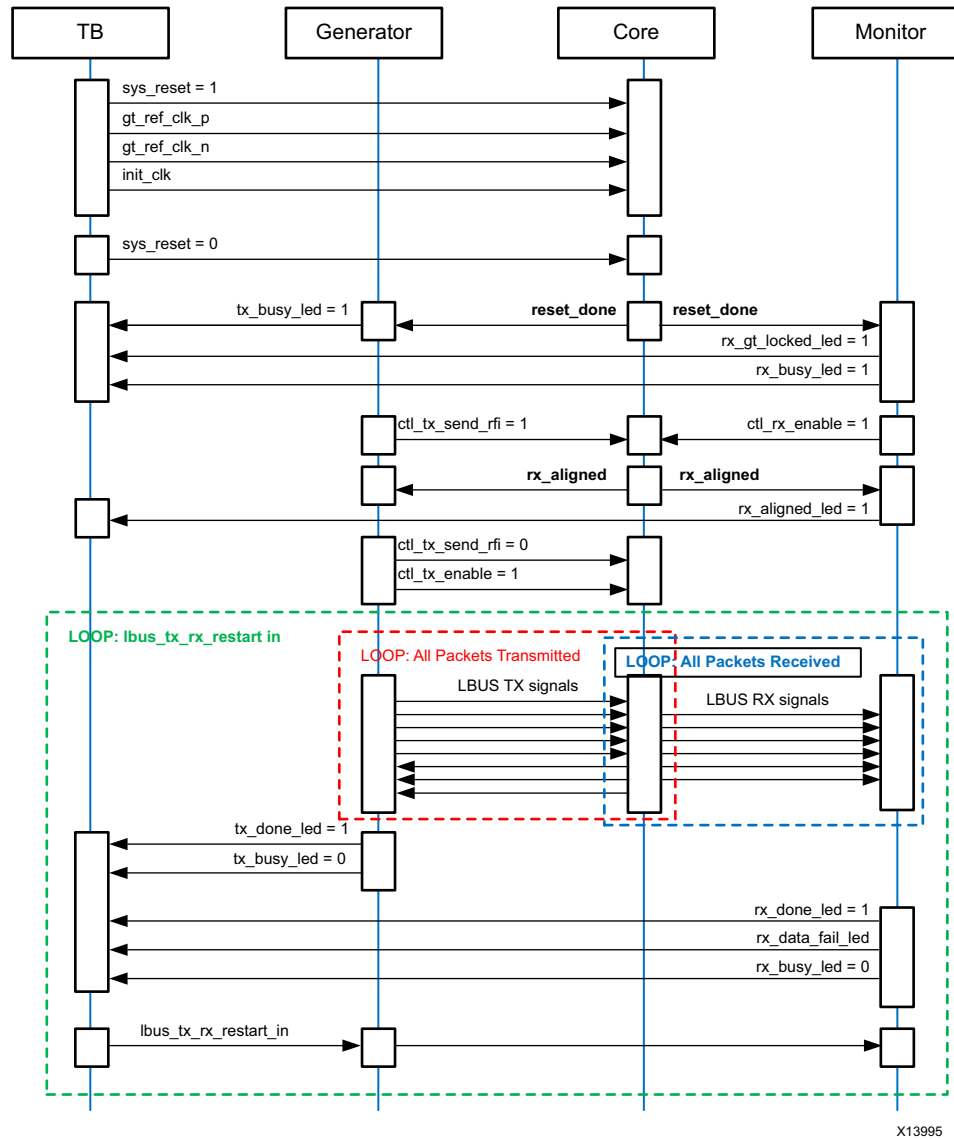 TB
Generator
Core
Monitor
sys_reset = 1
gt_ref_clk_p
gt_ref_clk_n
init_clk
sys_reset = 0
tx_busy_led = 1
reset_done
reset_done
rx_gt_locked_led = 1
rx_busy_led = 1
ctl_tx_send_rfi = 1
ctl_rx_enable = 1
rx_aligned
rx_aligned
rx_aligned_led = 1
ctl_tx_send_rfi = 0
ctl_tx_enable = 1
LOOP: lbus_tx_rx_restart in
LOOP: All Packets Transmitted
LOOP: All Packets Received
LBUS TX signals
LBUS RX signals
tx_done_led = 1
tx_busy_led = 0
rx_done_led = 1
rx_data_fail_led
rx_busy_led = 0
lbus_tx_rx_restart_in
X13995